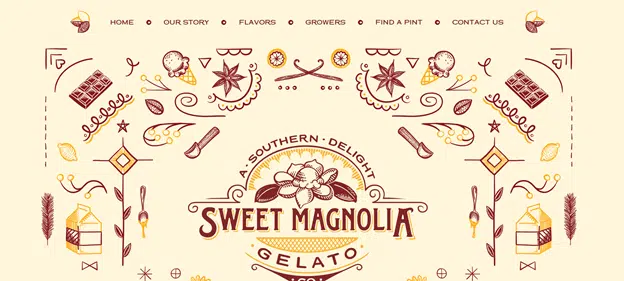 HOME • OUR STORY • FLAVORS • GROWERS • FIND A PINT • CONTACT US
A • SOUTHERN • DELIGHT
SWEET MAGNOLIA
• GELATO •